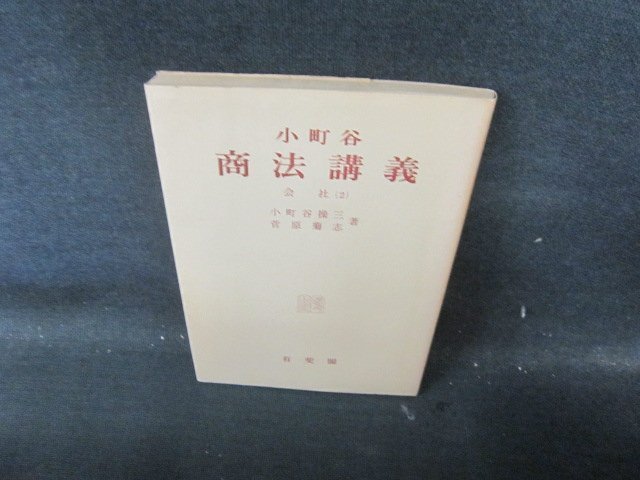 小町谷
商法講義
会社(2)
小町谷操三
菅原菊志 著
有斐閣